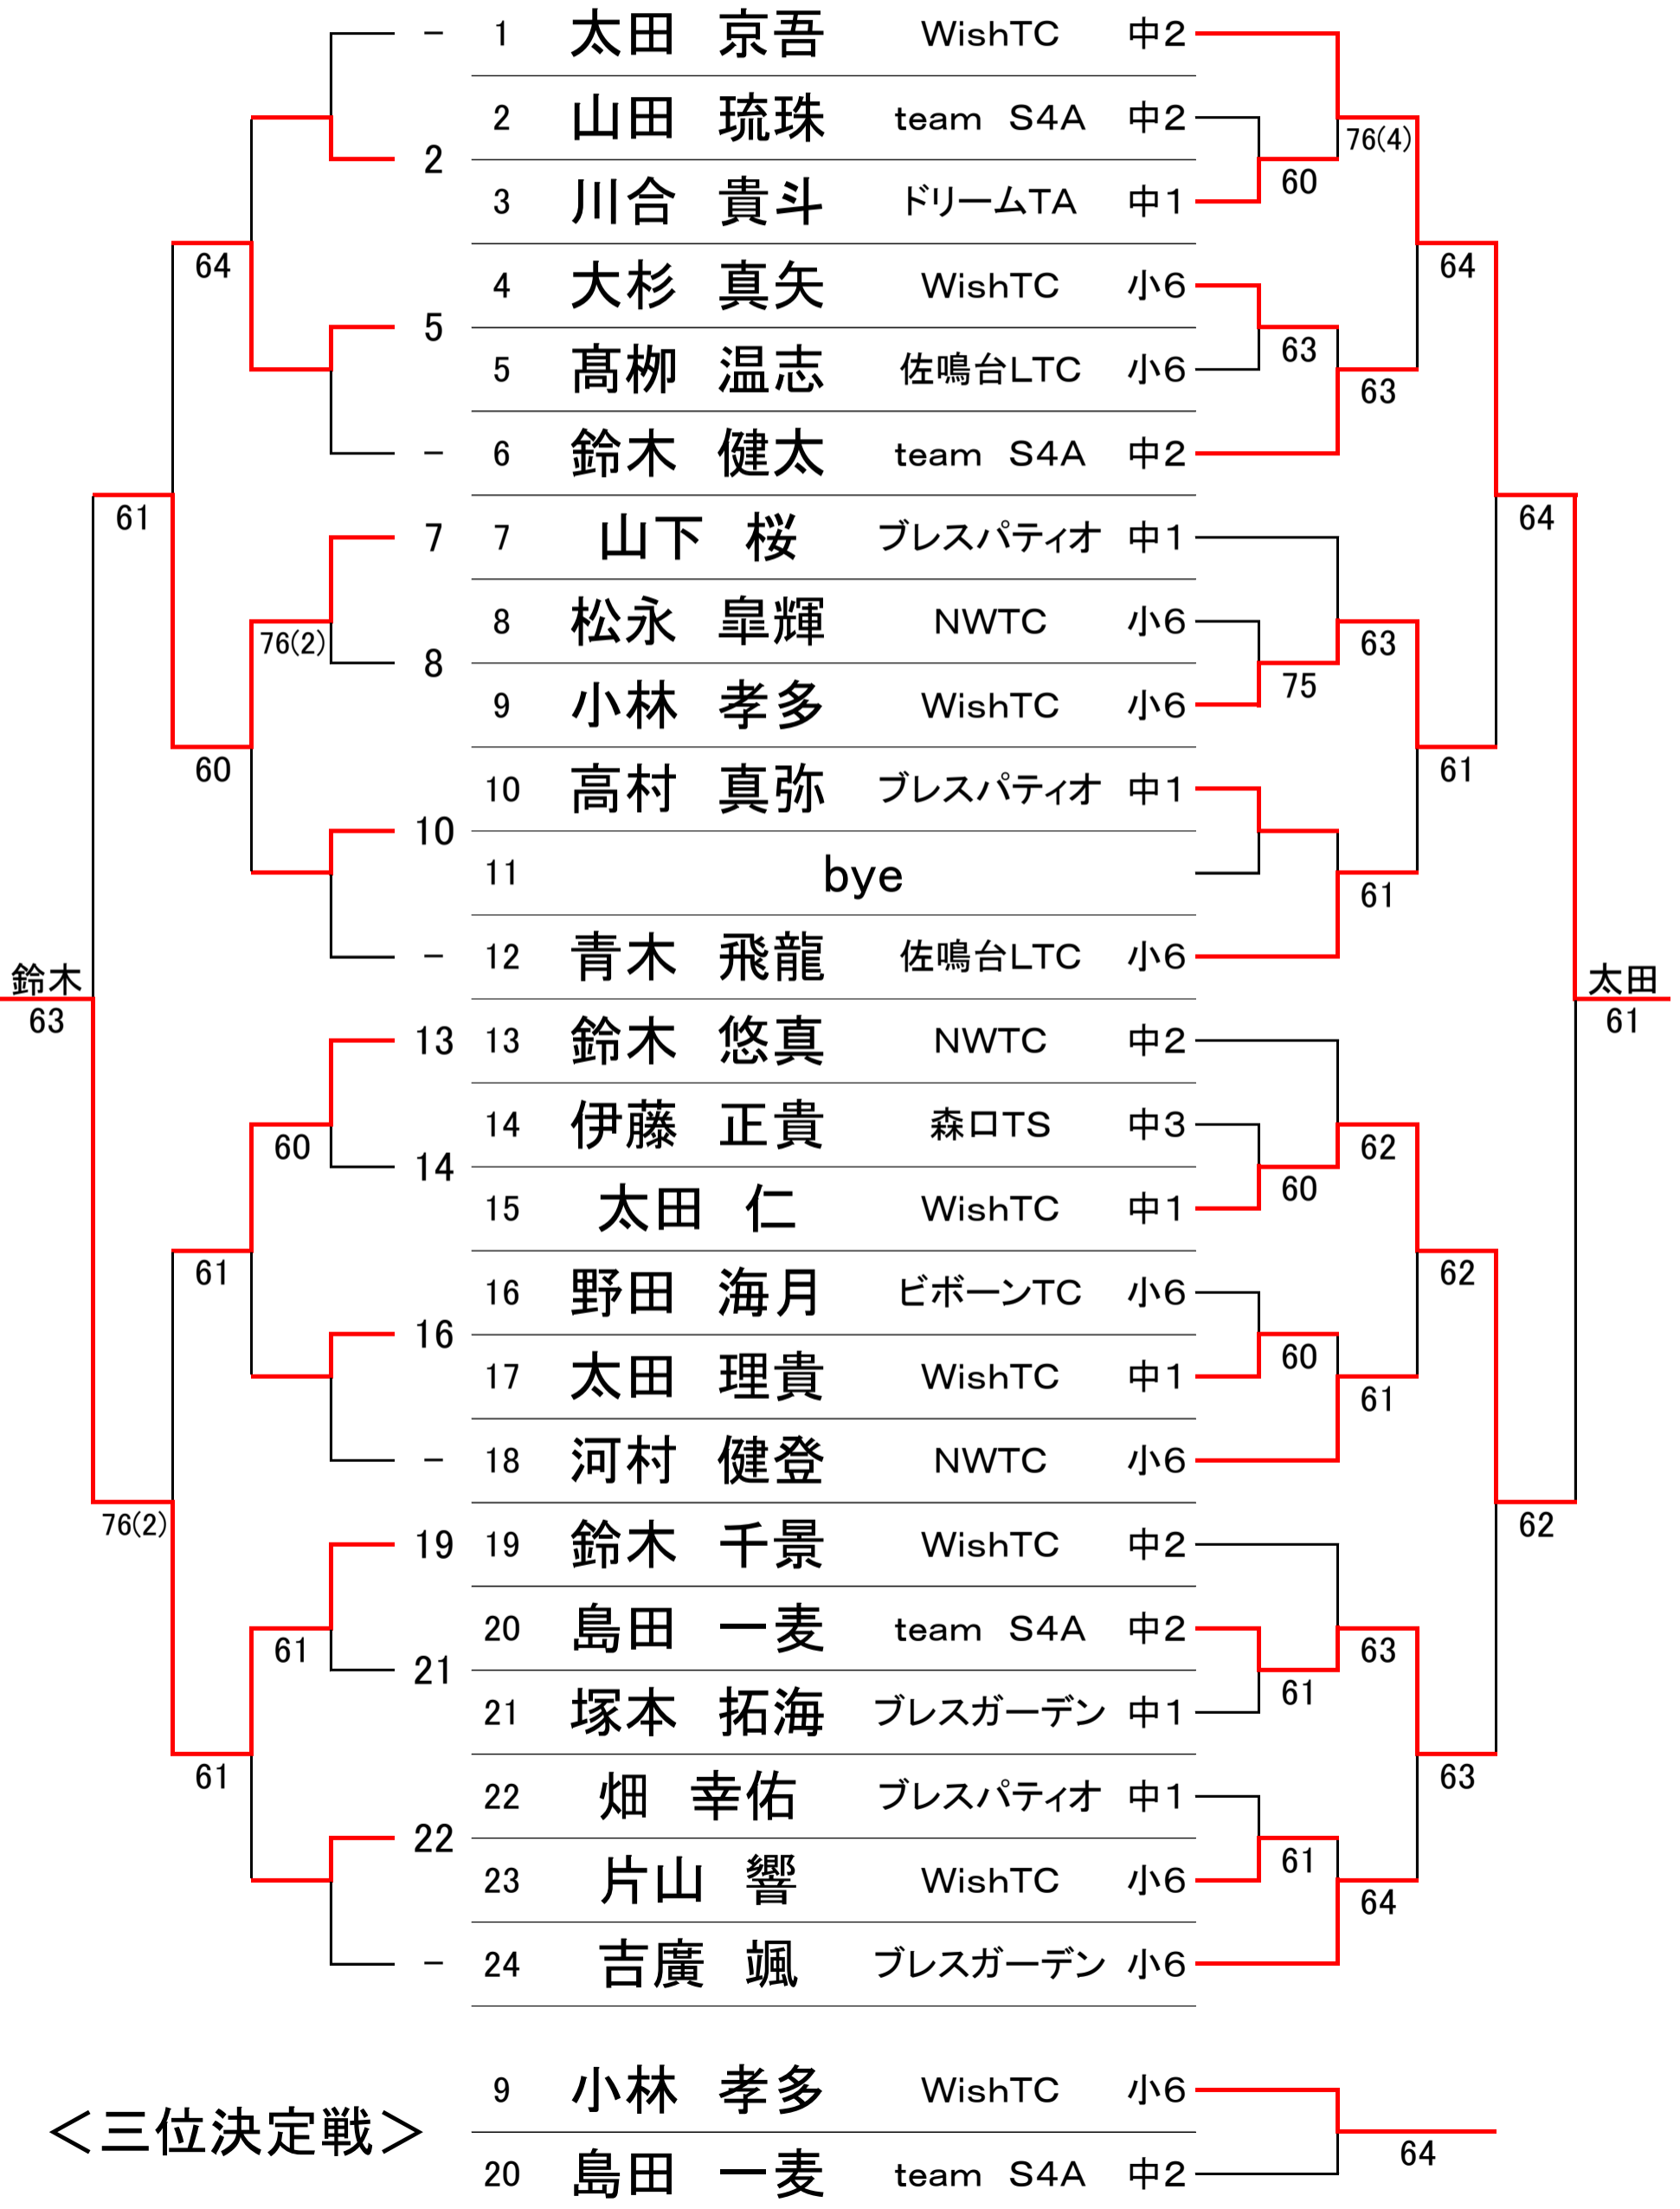 － 1 太田 京吾 WishTC 中2
2 山田 琉珠 team S4A 中2 76(4)
2 60
3 川合 貴斗 ドリームTA 中1
64 4 大杉 真矢 WishTC 小6 64
5 63
5 髙栁 温志 佐鳴台LTC 小6 63
－ 6 鈴木 健太 team S4A 中2
61 64
7 7 山下 桜 ブレスパティオ 中1
76(2) 8 松永 皐輝 NWTC 小6 63
8 75
9 小林 孝多 WishTC 小6
60 61
10 高村 真弥 ブレスパティオ 中1
10
11 bye 61
－ 12 青木 飛龍 佐鳴台LTC 小6
鈴木 太田
63 61
13 13 鈴木 悠真 NWTC 中2
60 14 伊藤 正貴 森ロTS 中3 62
14 60
15 太田 仁 WishTC 中1
61 16 野田 海月 ビボーンTC 小6 62
16 60
17 太田 理貴 WishTC 中1 61
－ 18 河村 健登 NWTC 小6
76(2) 62
19 19 鈴木 千景 WishTC 中2
61 20 島田 一麦 team S4A 中2 63
21 61
21 塚本 拓海 ブレスガーデン 中1
61 22 畑 幸佑 ブレスパティオ 中1 63
22 61
23 片山 響 WishTC 小6 64
－ 24 吉廣 颯 ブレスガーデン 小6
9 小林 孝多 WishTC 小6
＜三位決定戦＞ 64
20 島田 一麦 team S4A 中2